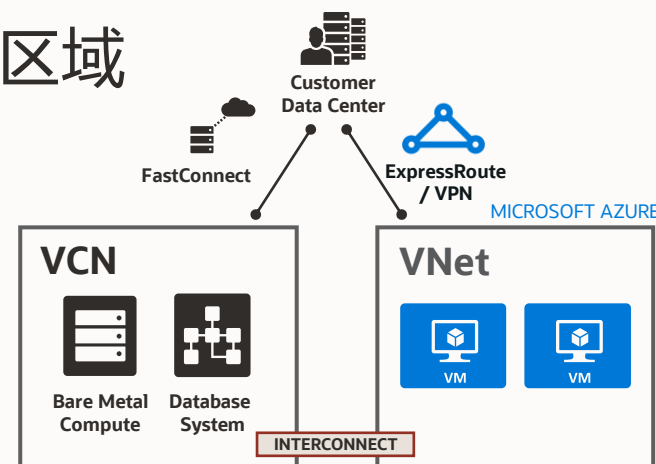 区域
Customer
Data Center
FastConnect
ExpressRoute
/ VPN
MICROSOFT AZURE
VCN
VNet
VM
VM
Bare Metal
Compute
Database
System
INTERCONNECT